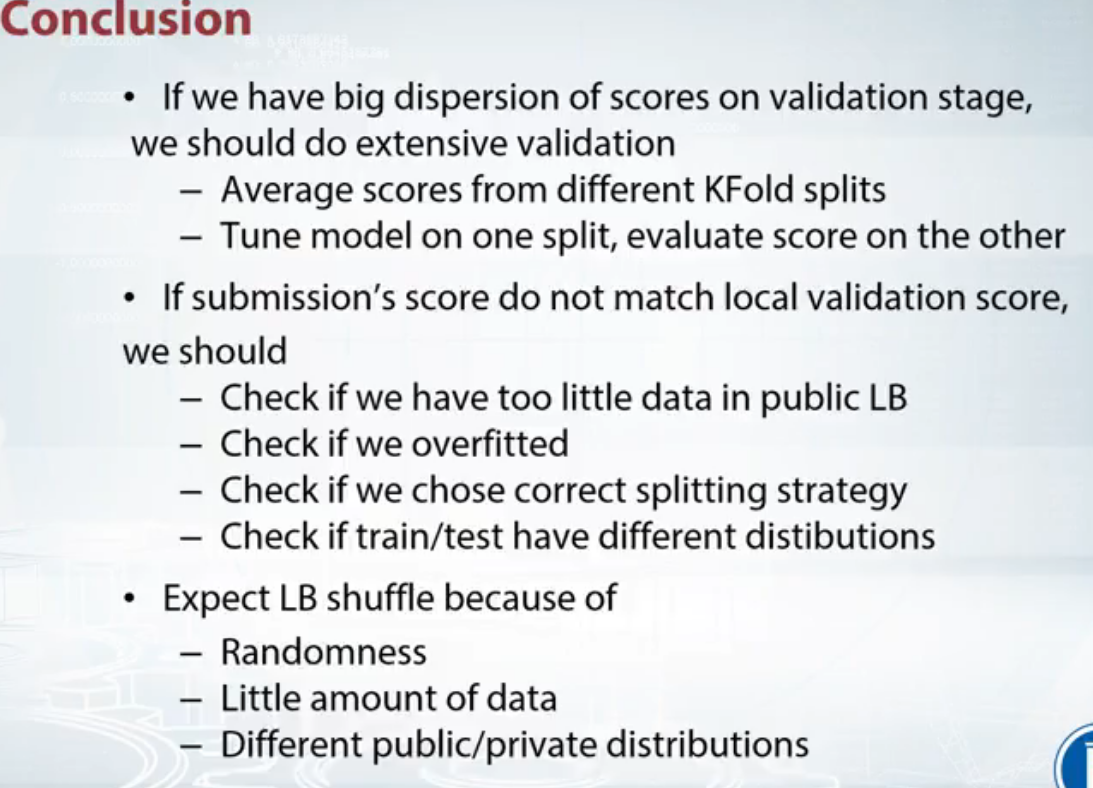 Conclusion
• If we have big dispersion of scores on validation stage,
we should do extensive validation
– Average scores from different KFold splits
– Tune model on one split, evaluate score on the other
• If submission’s score do not match local validation score,
we should
– Check if we have too little data in public LB
– Check if we overfitted
– Check if we chose correct splitting strategy
– Check if train/test have different distibutions
• Expect LB shuffle because of
– Randomness
– Little amount of data
– Different public/private distributions